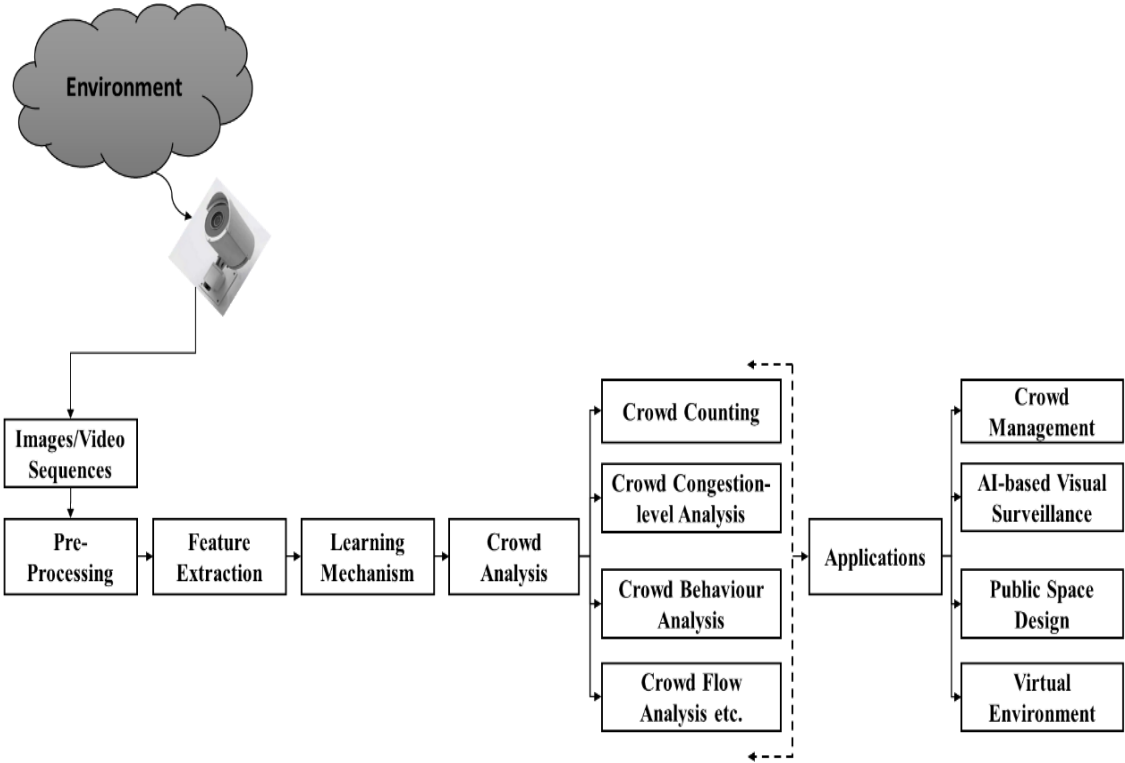 Environment
Images/Video
Sequences
Pre-
Processing
Feature
Extraction
Learning
Mechanism
Crowd
Analysis
Crowd Counting
Crowd Congestion-
level Analysis
Crowd Behaviour
Analysis
Crowd Flow
Analysis etc.
Applications
Crowd
Management
AI-based Visual
Surveillance
Public Space
Design
Virtual
Environment